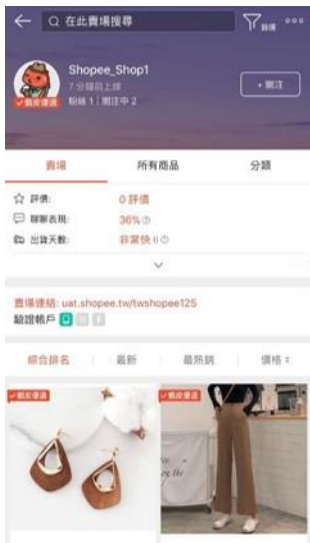 在此賣場搜尋
篩選
Shopee_Shop1
7 分鐘前上線
蝦皮優選
粉絲 1 | 關注中 2
+ 關注
賣場
所有商品
分類
評價:
0 評價
聊聊表現:
36%
出貨天數:
非常快
賣場連結: uat.shopee.tw/twshopee125
驗證帳戶
綜合排名
最新
最熱銷
價格
蝦皮優選
蝦皮優選